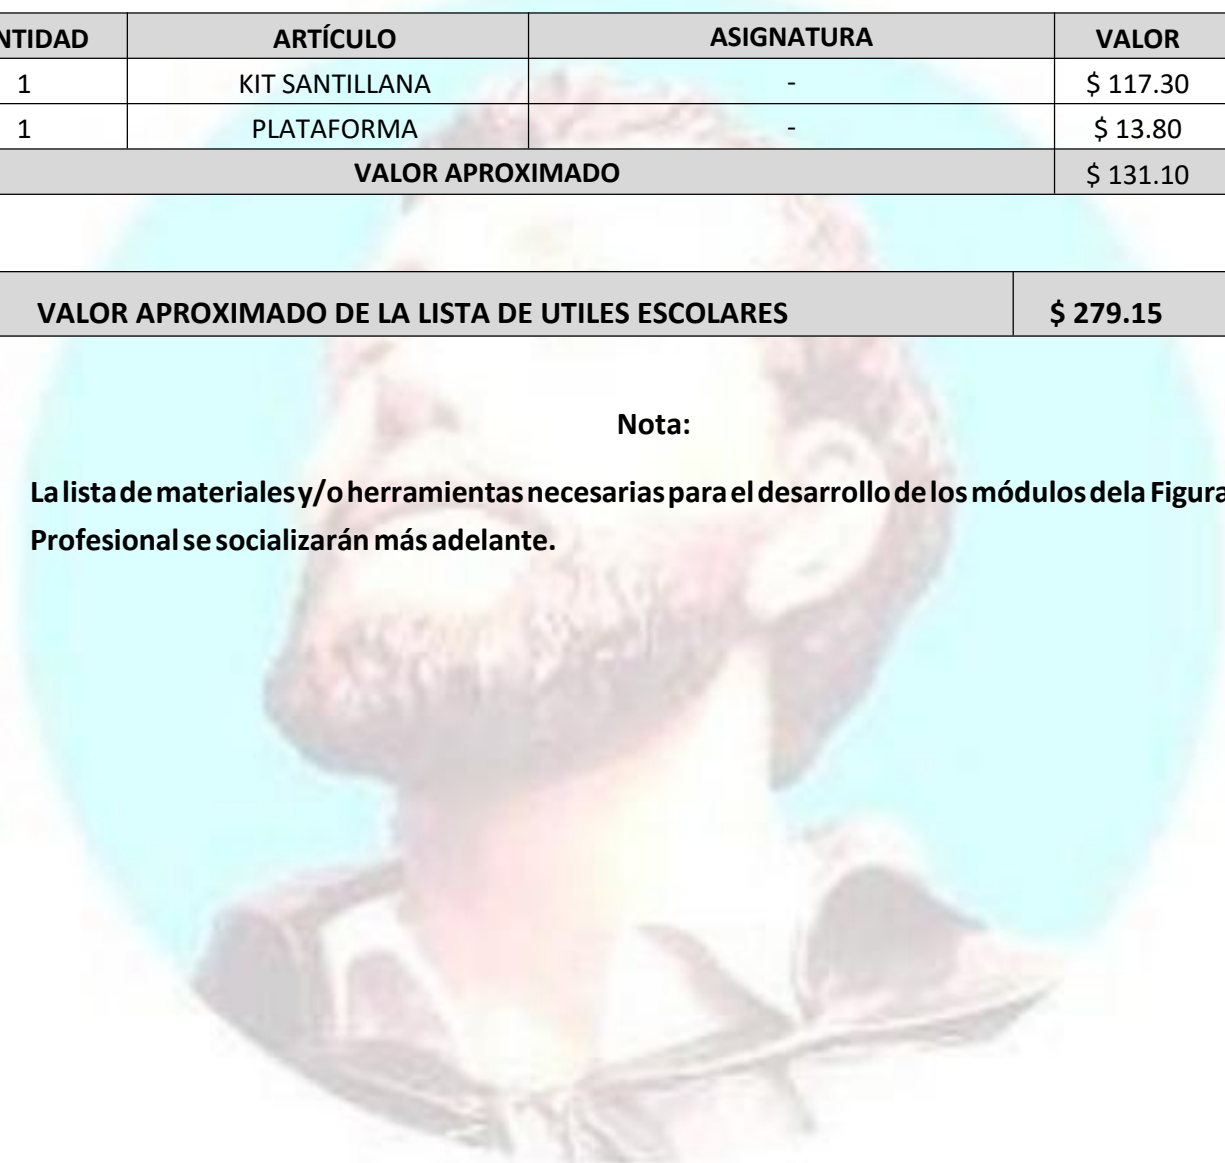 NTIDAD ARTÍCULO ASIGNATURA VALOR
1 KIT SANTILLANA - $ 117.30
1 PLATAFORMA - $ 13.80
VALOR APROXIMADO $ 131.10
VALOR APROXIMADO DE LA LISTA DE UTILES ESCOLARES $ 279.15
Nota:
La lista de materiales y/o herramientas necesarias para el desarrollo de los módulos dela Figura
Profesional se socializarán más adelante.